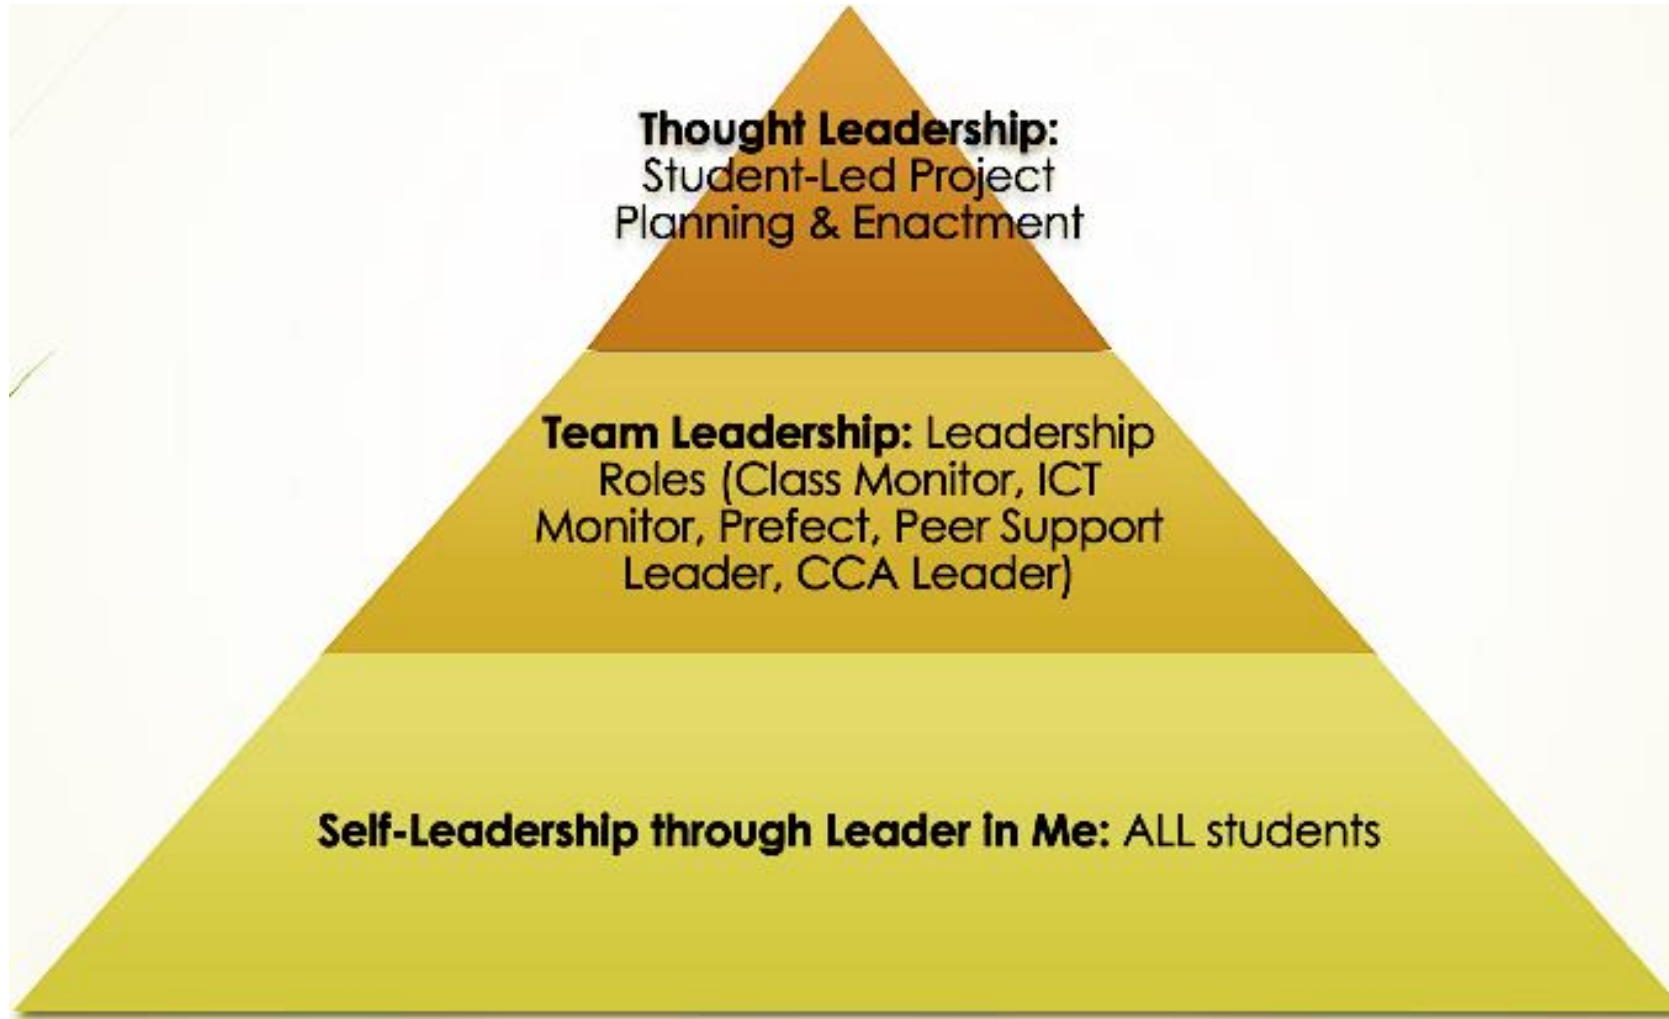 Thought Leadership:
Student-Led Project
Planning & Enactment
Team Leadership: Leadership
Roles (Class Monitor, ICT
Monitor, Prefect, Peer Support
Leader, CCA Leader)
Self-Leadership through Leader in Me: ALL students